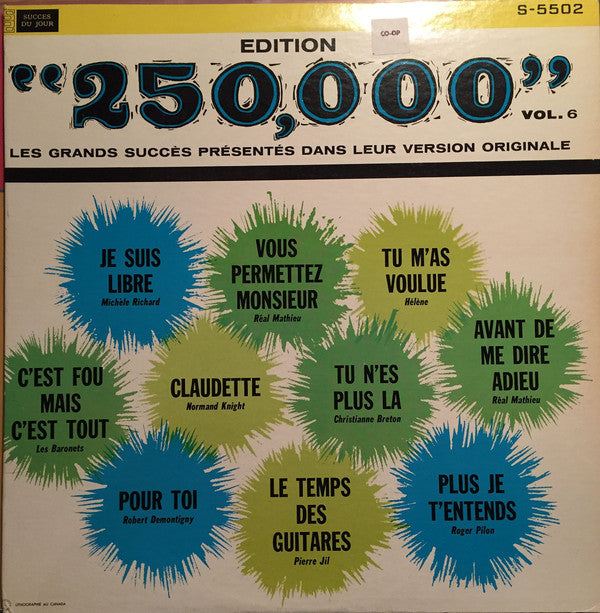 SUCCES
DU JOUR
S-5502
CO-OP
EDITION
"250,000"
VOL. 6
LES GRANDS SUCCÈS PRÉSENTÉS DANS LEUR VERSION ORIGINALE
JE SUIS
LIBRE
Michèle Richard
VOUS
PERMETTEZ
MONSIEUR
Réal Mathieu
TU M'AS
VOULUE
Hélène
AVANT DE
ME DIRE
ADIEU
Réal Mathieu
C'EST FOU
MAIS
C'EST TOUT
Les Baronets
CLAUDETTE
Normand Knight
TU N'ES
PLUS LA
Christianne Breton
POUR TOI
Robert Demontigny
LE TEMPS
DES
GUITARES
Pierre Jil
PLUS JE
T'ENTENDS
Roger Pilon
LITHOGRAPHIÉ AU CANADA